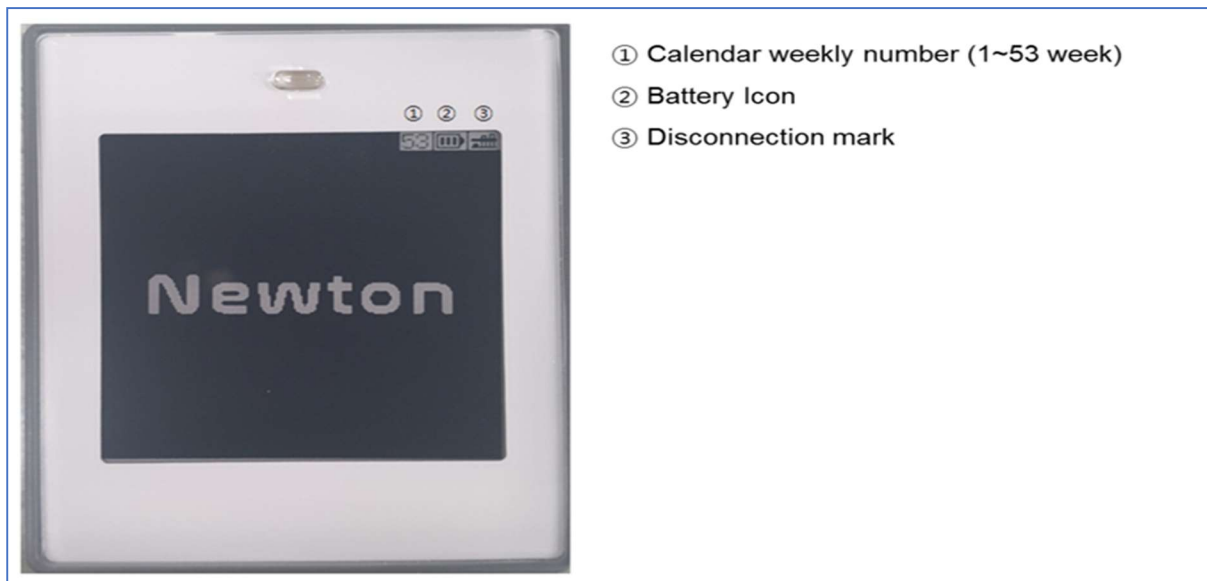 ① ② ③
53
Newton
① Calendar weekly number (1~53 week)
② Battery Icon
③ Disconnection mark